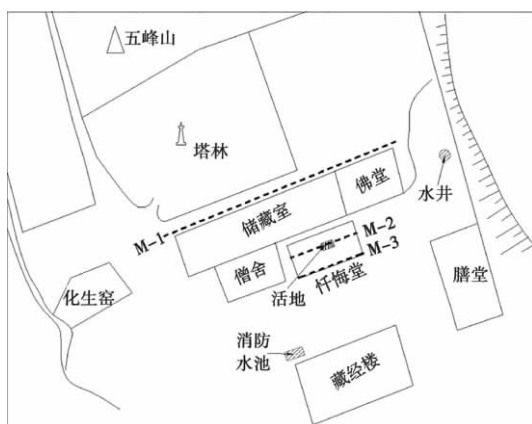 五峰山
塔林
佛堂
水井
储藏室
M-1
M-2
M-3
僧舍
活地
忏悔堂
膳堂
化生窑
消防
水池
藏经楼